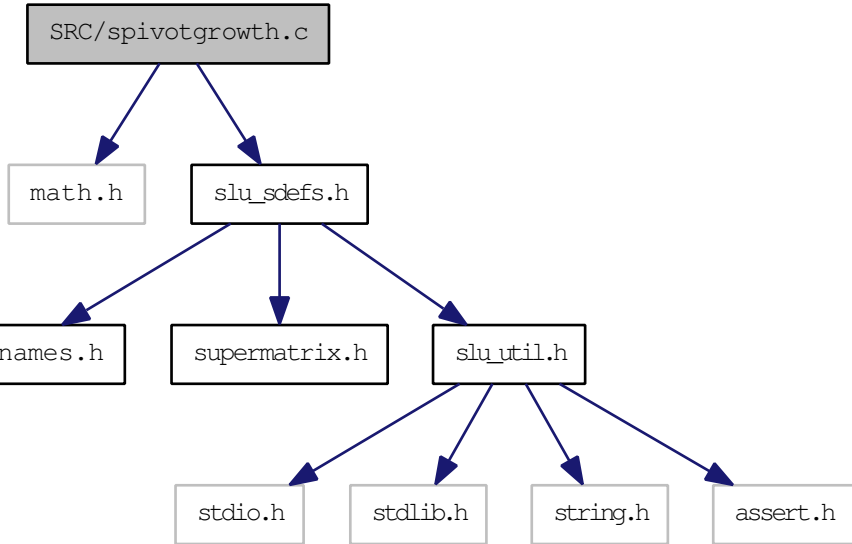 SRC/spivotgrowth.c
math.h
slu_sdefs.h
names.h
supermatrix.h
slu_util.h
stdio.h
stdlib.h
string.h
assert.h